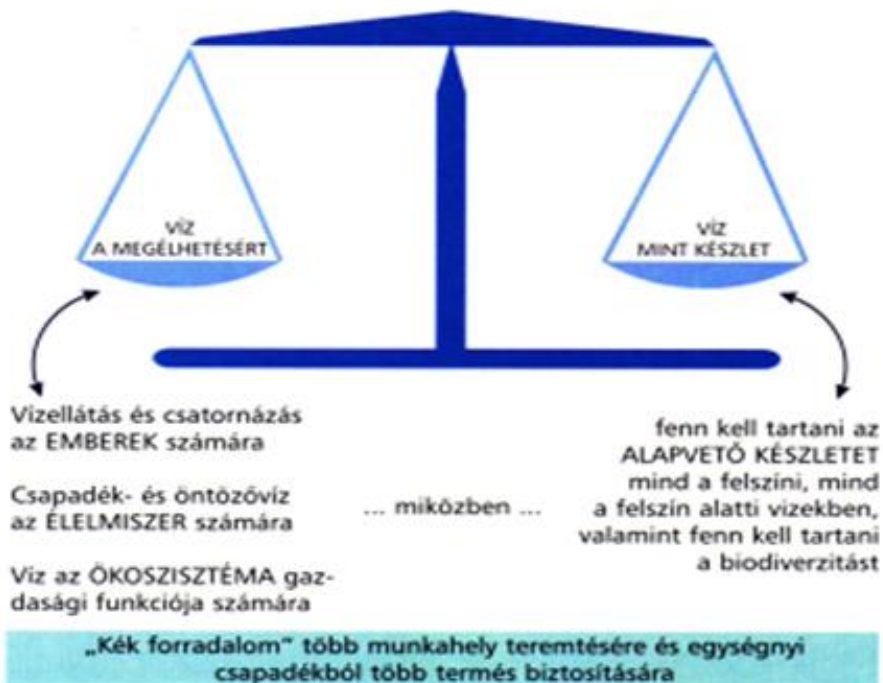 VÍZ
A MEGÉLHETÉSÉRT
VÍZ
MINT KÉSZLET
Vízellátás és csatornázás
az EMBEREK számára
Csapadék- és öntözővíz
az ÉLELMISZER számára
Víz az ÖKOSZISZTÉMA gaz-
dasági funkciója számára
... miközben ...
fenn kell tartani az
ALAPVETŐ KÉSZLETET
mind a felszíni, mind
a felszín alatti vizekben,
valamint fenn kell tartani
a biodiverzitást
„Kék forradalom" több munkahely teremtésére és egységnyi
csapadékból több termés biztosítására